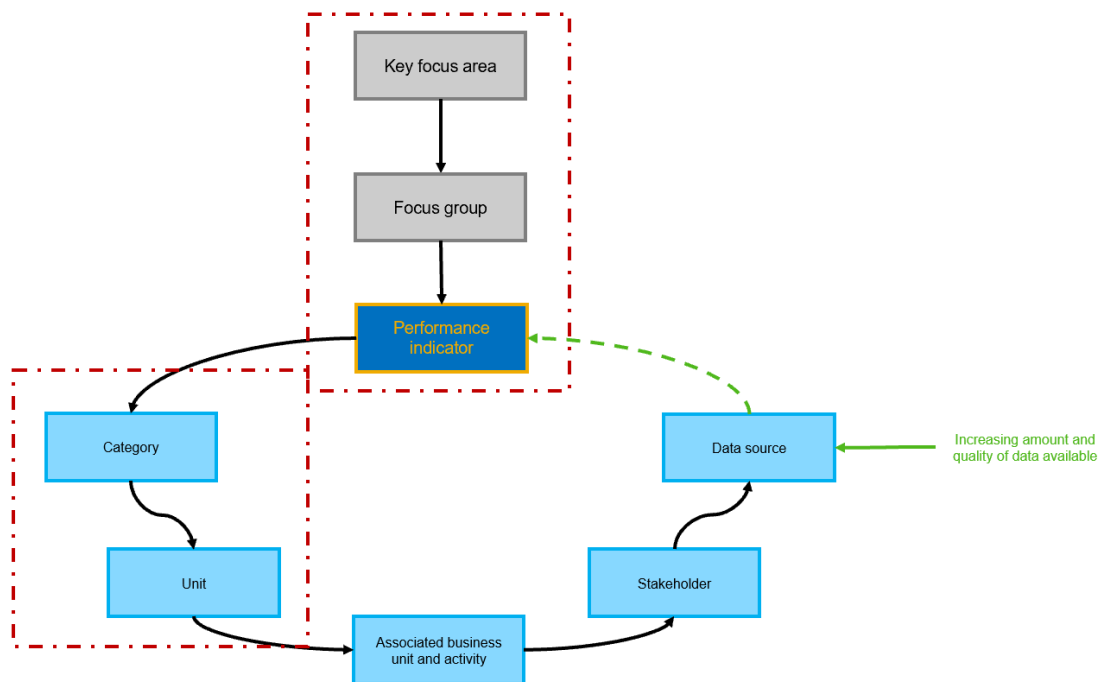 Key focus area
Focus group
Performance
indicator
Category
Data source
Increasing amount and
quality of data available
Unit
Stakeholder
Associated business
unit and activity